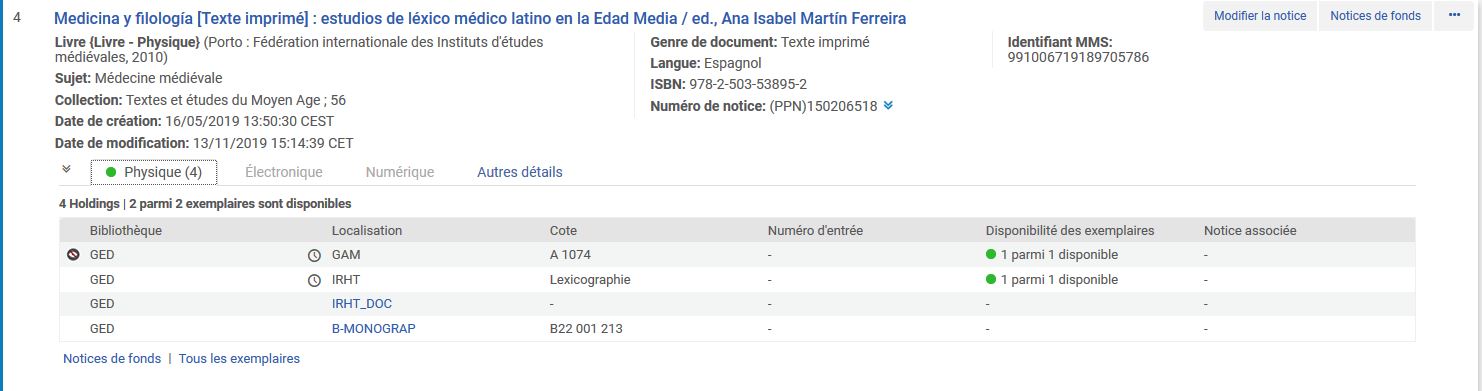 4 Medicina y filología [Texte imprimé] : estudios de léxico médico latino en la Edad Media / ed., Ana Isabel Martín Ferreira
Modifier la notice Notices de fonds ...
Livre {Livre - Physique} (Porto : Fédération internationale des Instituts d'études
médiévales, 2010)
Sujet: Médecine médiévale
Collection: Textes et études du Moyen Age ; 56
Date de création: 16/05/2019 13:50:30 CEST
Date de modification: 13/11/2019 15:14:39 CET
Genre de document: Texte imprimé
Langue: Espagnol
ISBN: 978-2-503-53895-2
Numéro de notice: (PPN)150206518
Identifiant MMS:
991006719189705786
Physique (4) Électronique Numérique Autres détails
4 Holdings | 2 parmi 2 exemplaires sont disponibles
Bibliothèque Localisation Cote Numéro d'entrée Disponibilité des exemplaires Notice associée
GED GAM A 1074 - 1 parmi 1 disponible -
GED IRHT Lexicographie - 1 parmi 1 disponible -
GED IRHT_DOC - - - -
GED B-MONOGRAP B22 001 213 - - -
Notices de fonds | Tous les exemplaires